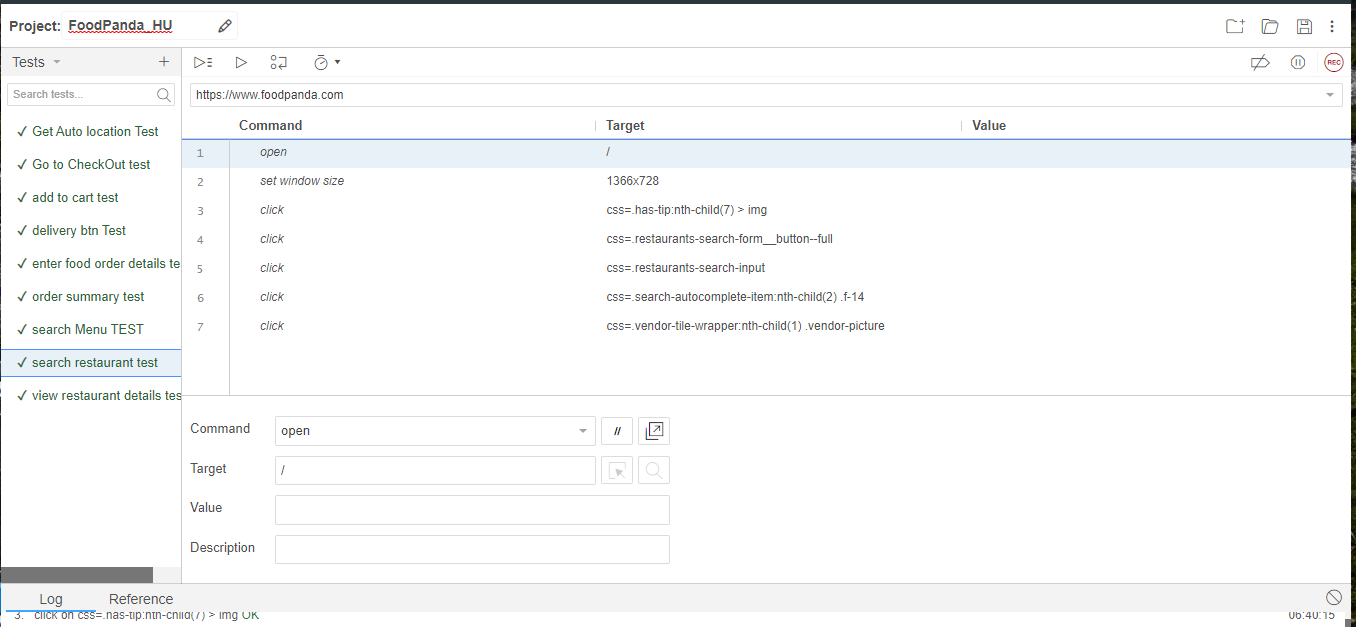 Project: FoodPanda_HU
Tests
Search tests...
https://www.foodpanda.com
Command Target Value
✓ Get Auto location Test
✓ Go to CheckOut test
✓ add to cart test
✓ delivery btn Test
✓ enter food order details te
✓ order summary test
✓ search Menu TEST
✓ search restaurant test
✓ view restaurant details tes
1 open /
2 set window size 1366x728
3 click css=.has-tip:nth-child(7) > img
4 click css=.restaurants-search-form__button--full
5 click css=.restaurants-search-input
6 click css=.search-autocomplete-item:nth-child(2) .f-14
7 click css=.vendor-tile-wrapper:nth-child(1) .vendor-picture
REC
Command open //
Target /
Value
Description
Log Reference
3. click on css=.has-tip:nth-child(7) > img OK 06:40:15